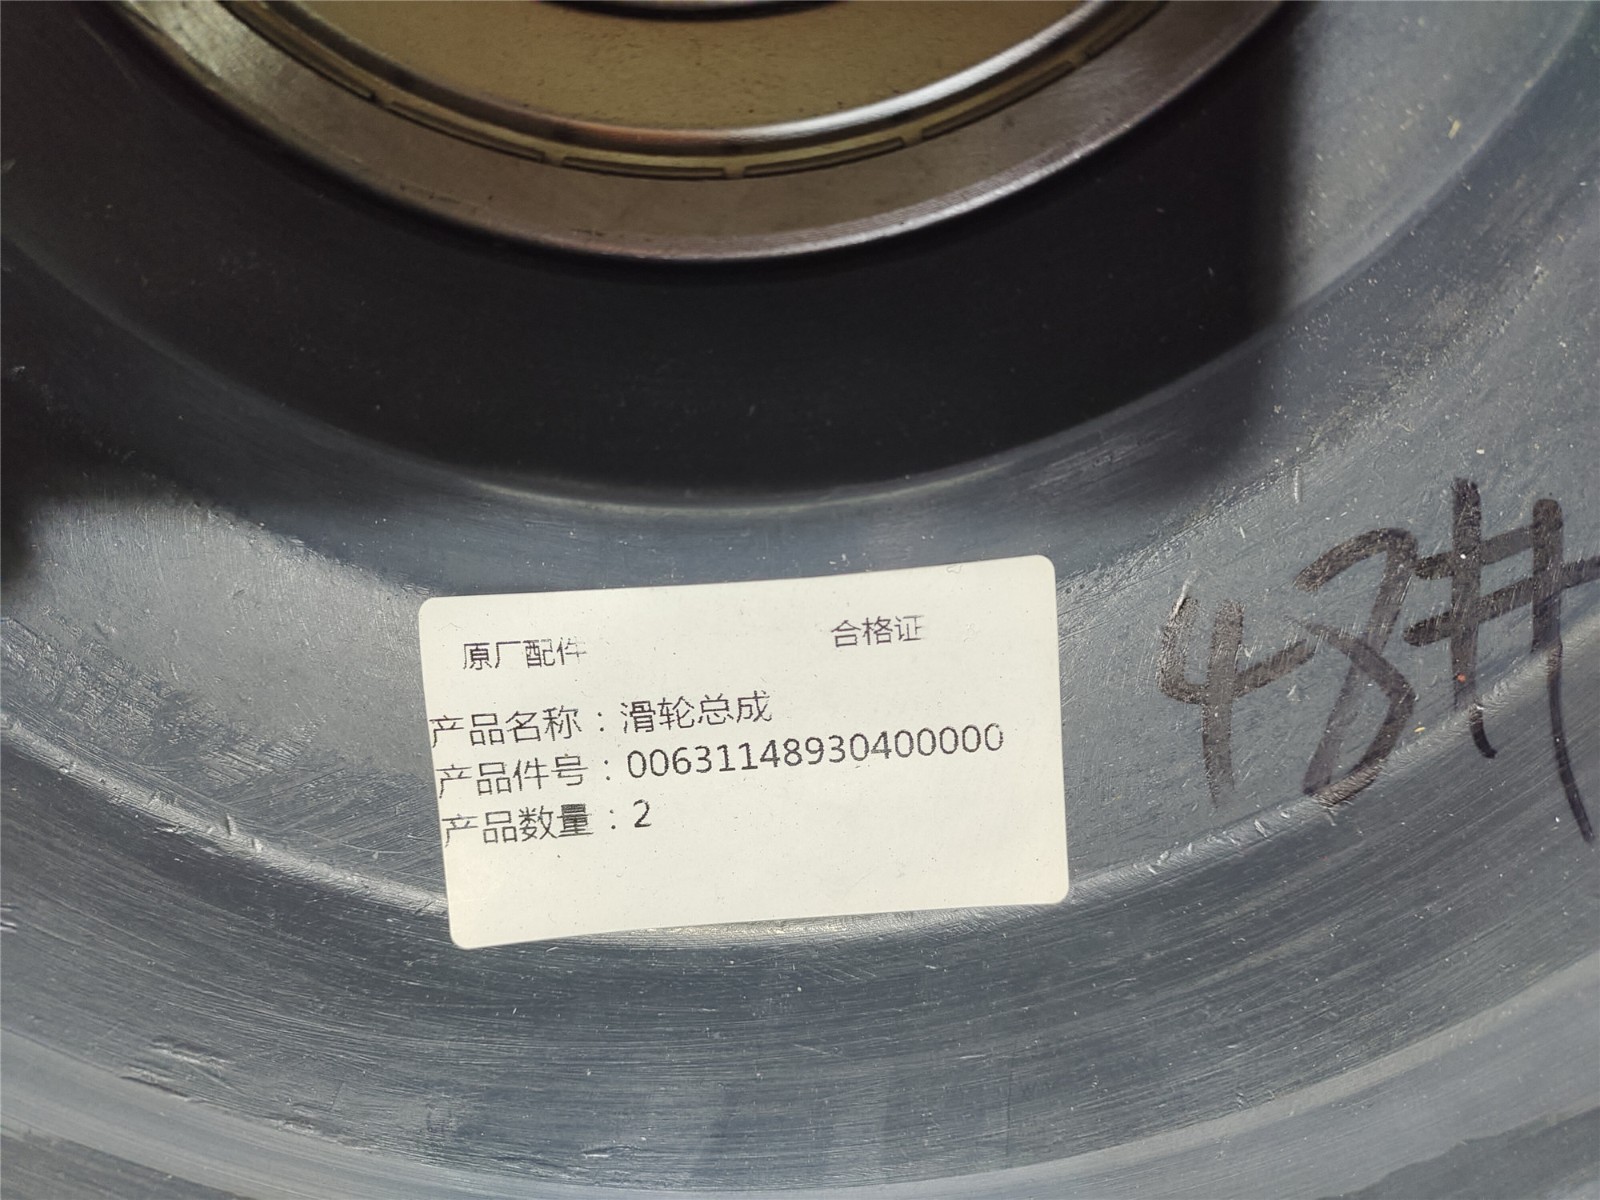 原厂配件 合格证
产品名称：滑轮总成
产品件号：00631148930400000
产品数量：2
48#